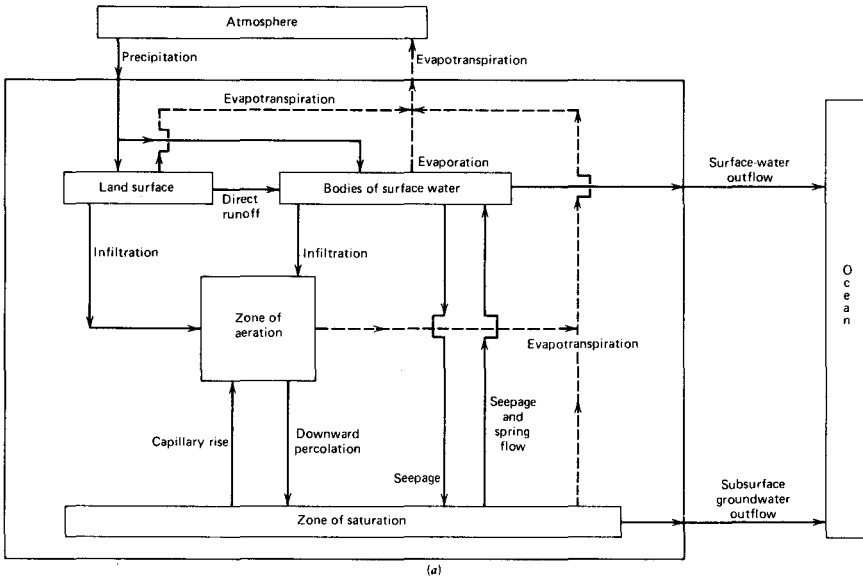 Atmosphere
Precipitation
Evapotranspiration
Evapotranspiration
Evaporation
Land surface
Direct
runoff
Bodies of surface water
Surface-water
outflow
Infiltration
Infiltration
Zone of
aeration
Evapotranspiration
Ocean
Capillary rise
Downward
percolation
Seepage
Seepage
and
spring
flow
Zone of saturation
Subsurface
groundwater
outflow
(a)